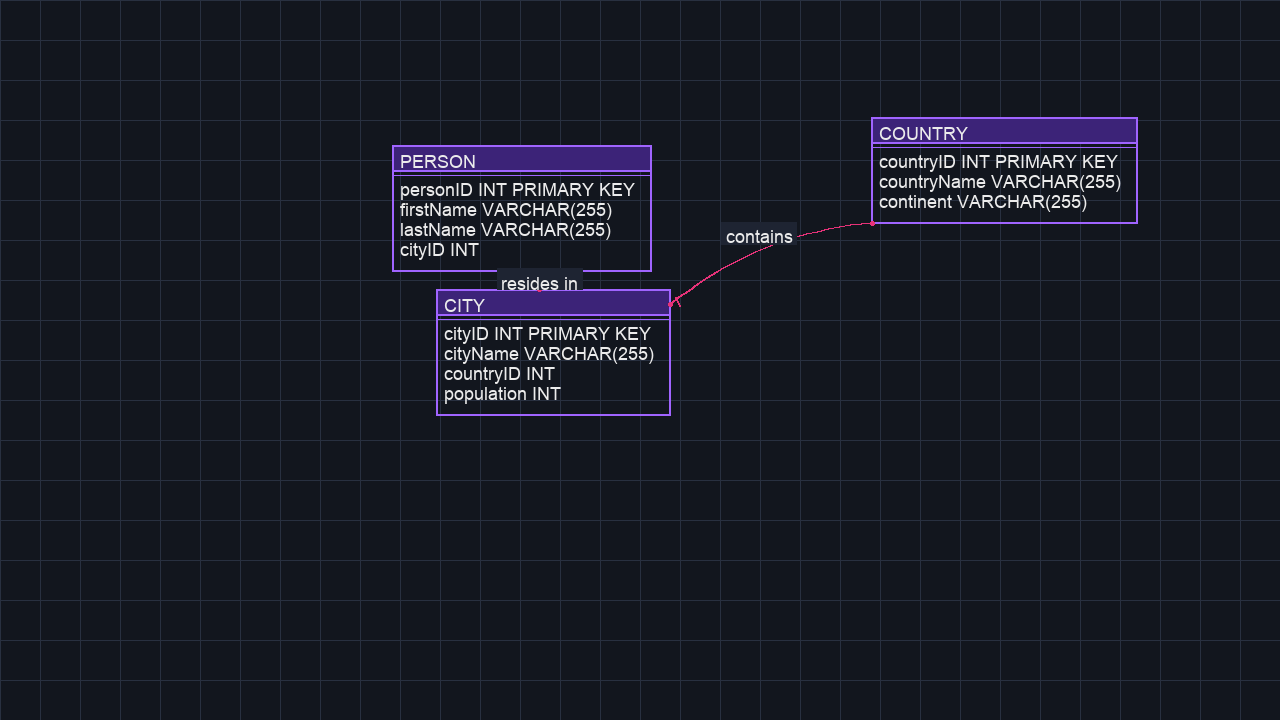 PERSON
personID INT PRIMARY KEY
firstName VARCHAR(255)
lastName VARCHAR(255)
cityID INT
COUNTRY
countryID INT PRIMARY KEY
countryName VARCHAR(255)
continent VARCHAR(255)
contains
resides in
CITY
cityID INT PRIMARY KEY
cityName VARCHAR(255)
countryID INT
population INT